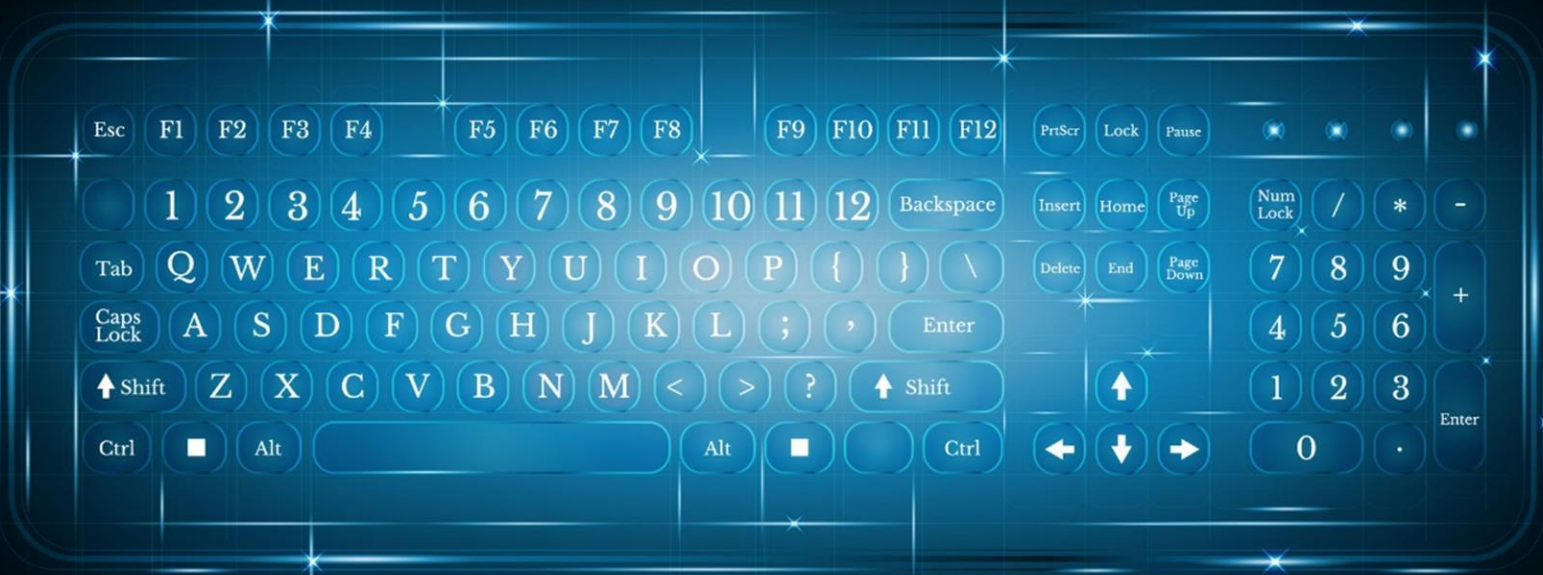 Esc F1 F2 F3 F4 F5 F6 F7 F8 F9 F10 F11 F12 PrtScr Lock Pause
1 2 3 4 5 6 7 8 9 10 11 12 Backspace Insert Home Page Up Num Lock / * -
Tab Q W E R T Y U I O P { } \ Delete End Page Down 7 8 9 +
Caps Lock A S D F G H J K L ; , Enter 4 5 6
Shift Z X C V B N M < > ? Shift 1 2 3 Enter
Ctrl Alt Alt Ctrl 0 .